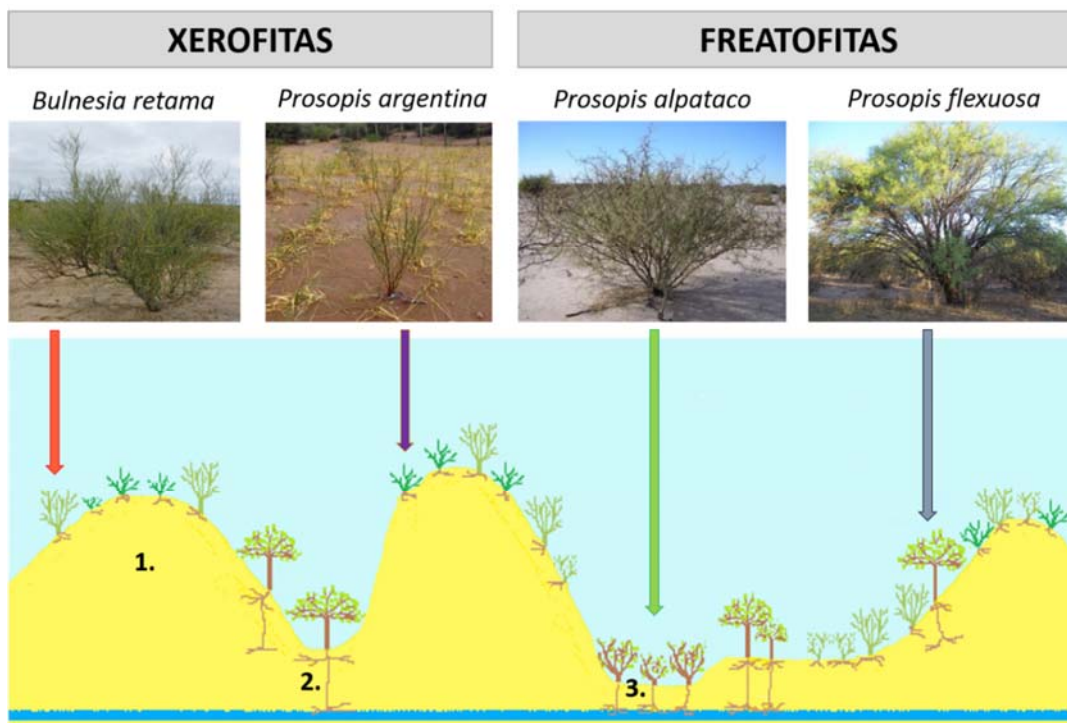 XEROFITAS
FREATOFITAS
Bulnesia retama
Prosopis argentina
Prosopis alpataco
Prosopis flexuosa
1.
2.
3.